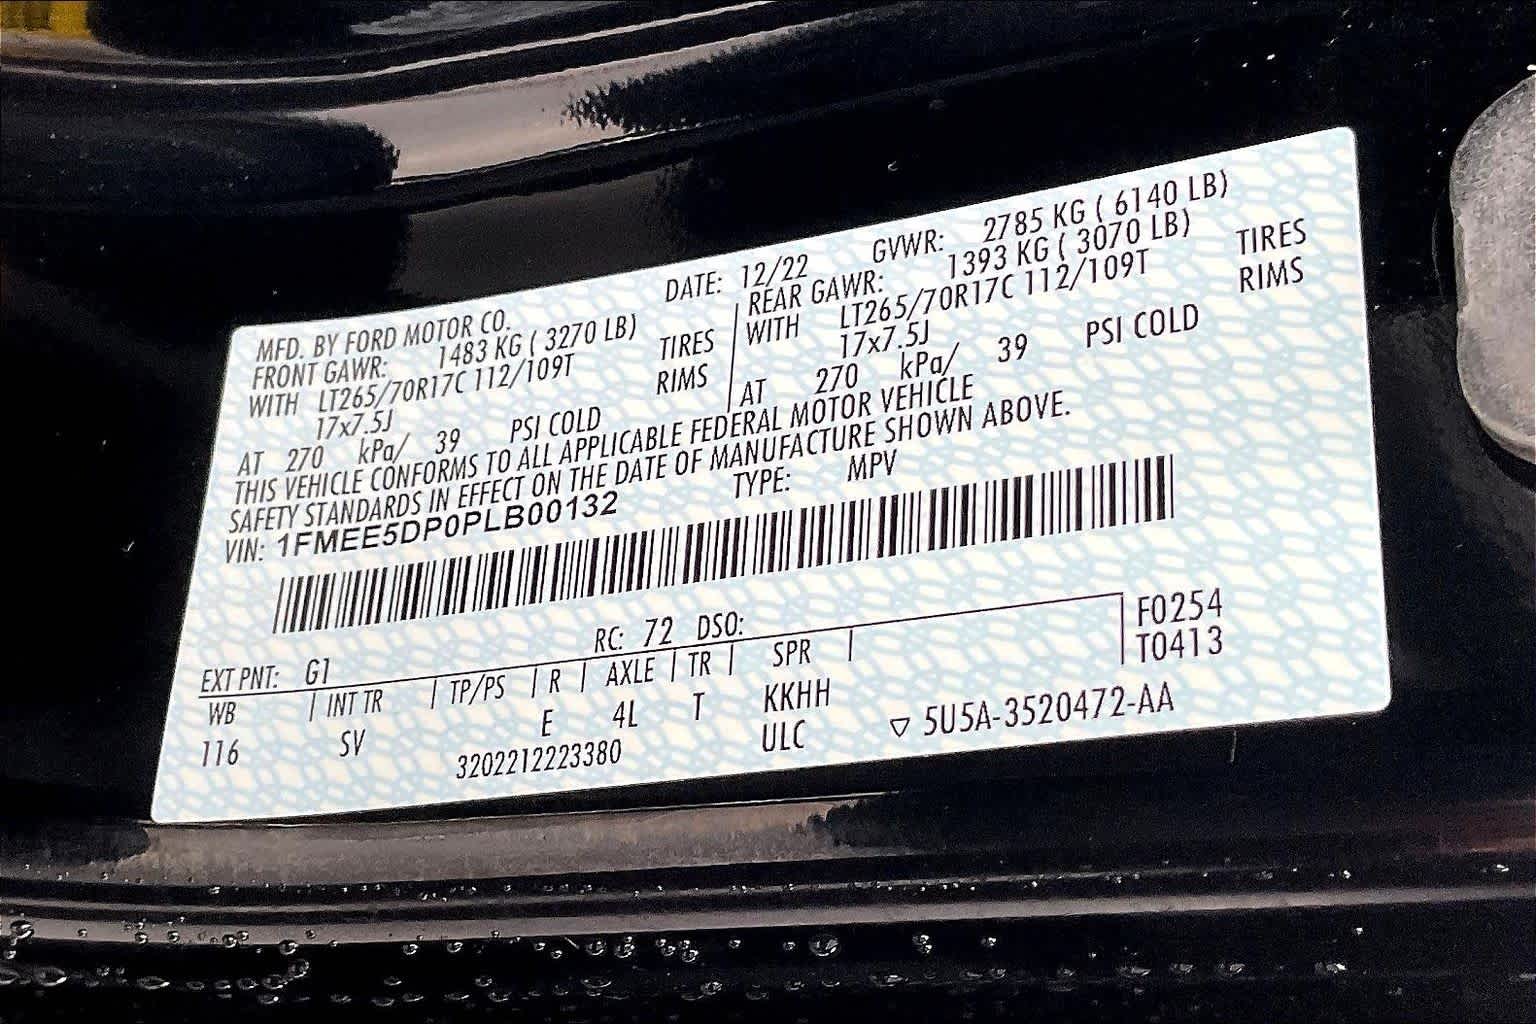 MFD. BY FORD MOTOR CO. DATE: 12/22 GVWR: 2785 KG ( 6140 LB)
FRONT GAWR: 1483 KG ( 3270 LB)
WITH LT265/70R17C 112/109T TIRES
17x7.5J RIMS
AT 270 kPa/ 39 PSI COLD
REAR GAWR: 1393 KG ( 3070 LB)
WITH LT265/70R17C 112/109T TIRES
17x7.5J RIMS
AT 270 kPa/ 39 PSI COLD
THIS VEHICLE CONFORMS TO ALL APPLICABLE FEDERAL MOTOR VEHICLE
SAFETY STANDARDS IN EFFECT ON THE DATE OF MANUFACTURE SHOWN ABOVE.
VIN: 1FMEE5DP0PLB00132 TYPE: MPV
EXT PNT: G1 RC: 72 DSO: F0254
WB | INT TR | TP/PS | R | AXLE | TR | SPR | T0413
116 SV E 4L T KKHH
3202212223380 ULC ▽ 5U5A-3520472-AA